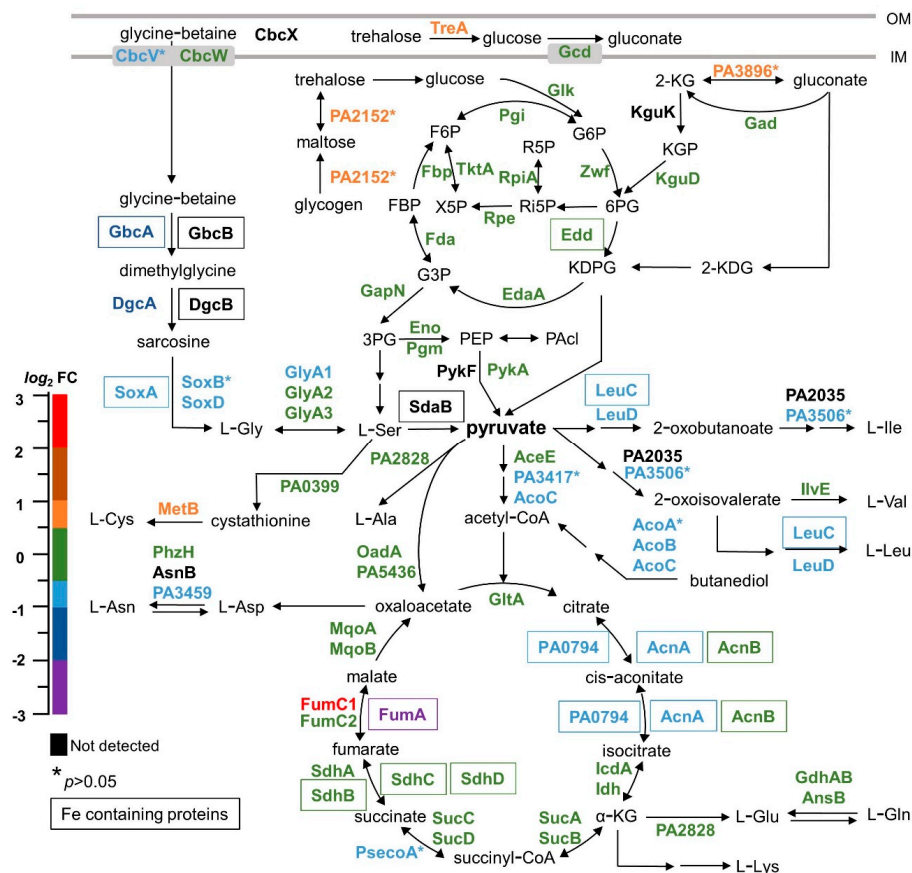 OM
glycine-betaine CbcX trehalose TreA glucose gluconate
CbcV* CbcW Gcd IM
trehalose glucose Glk 2-KG PA3896* gluconate
PA2152* F6P Pgi G6P KguK Gad
maltose R5P KGP
PA2152* Fbp TktA RpiA Zwf KguD
glycine-betaine glycogen FBP X5P Rpe Ri5P 6PG
GbcA GbcB Fda Edd
dimethylglycine G3P KDPG 2-KDG
DgcA DgcB GapN EdaA
sarcosine 3PG Eno PEP PAcl
Pgm
PykF PykA
SoxA SoxB* GlyA1 LeuC PA2035
SoxD GlyA2 SdaB LeuD PA3506*
GlyA3
L-Gly L-Ser pyruvate 2-oxobutanoate L-Ile
PA2828 AceE PA2035
PA0399 PA3417* PA3506*
AcoC 2-oxoisovalerate IlvE L-Val
L-Cys MetB cystathionine L-Ala acetyl-CoA
AcoA* LeuC
PhzH OadA AcoB L-Leu
AsnB PA5436 AcoC LeuD
PA3459 butanediol
L-Asn L-Asp oxaloacetate GltA citrate
MqoA
MqoB PA0794 AcnA AcnB
malate cis-aconitate
FumC1 FumA PA0794 AcnA AcnB
FumC2
fumarate isocitrate
SdhA SdhC SdhD IcdA GdhAB
SdhB Idh AnsB
succinate SucC SucA α-KG L-Glu L-Gln
SucD SucB PA2828
PsecoA* succinyl-CoA L-Lys
log2 FC
3
2
1
0
-1
-2
-3
Not detected
* p>0.05
Fe containing proteins